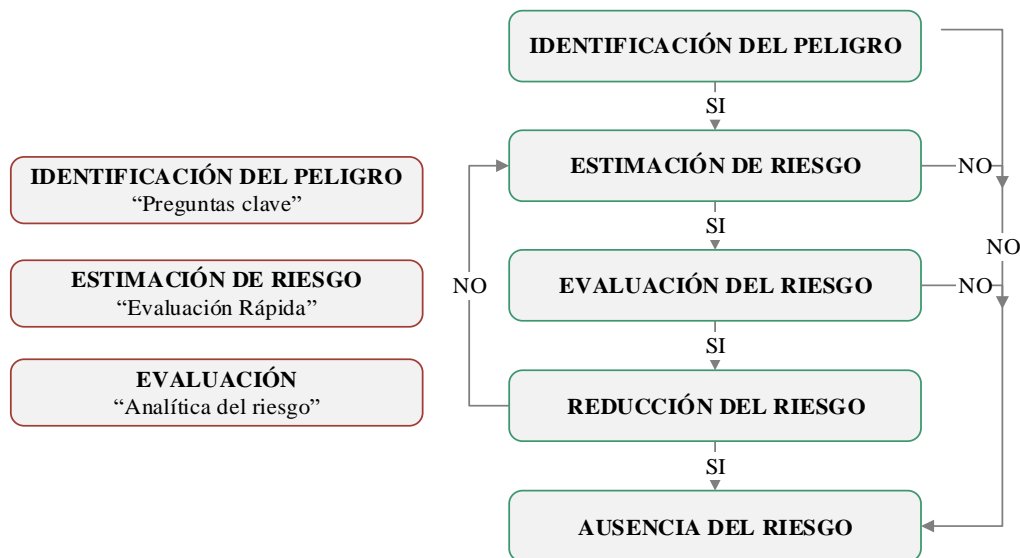 IDENTIFICACIÓN DEL PELIGRO
SI
ESTIMACIÓN DE RIESGO
NO
IDENTIFICACIÓN DEL PELIGRO
“Preguntas clave”
SI
NO
ESTIMACIÓN DE RIESGO
“Evaluación Rápida”
NO
EVALUACIÓN DEL RIESGO
NO
SI
EVALUACIÓN
“Analítica del riesgo”
REDUCCIÓN DEL RIESGO
SI
AUSENCIA DEL RIESGO